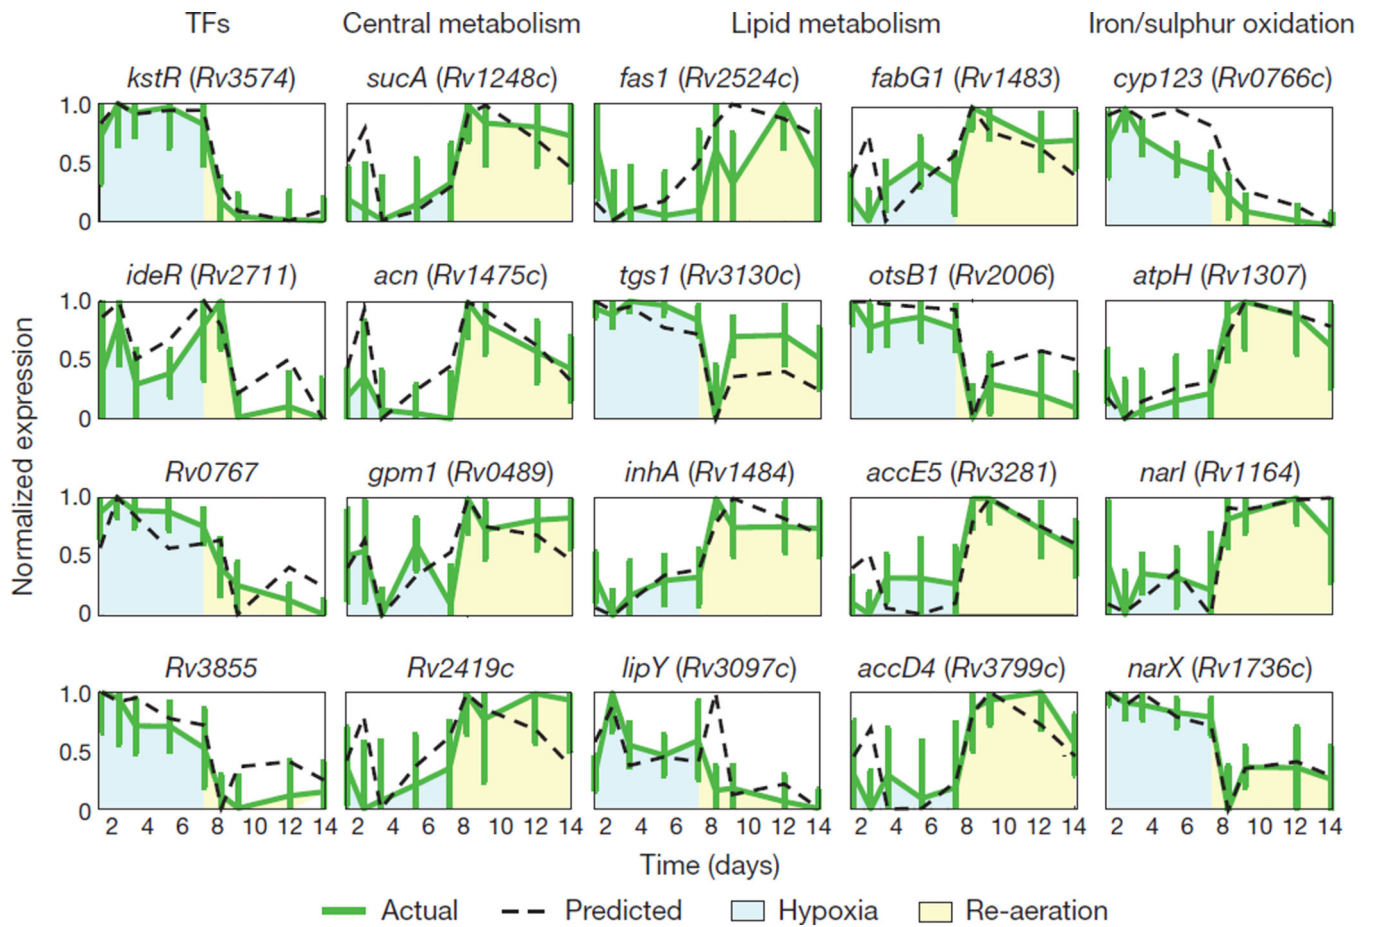 TFs Central metabolism Lipid metabolism Iron/sulphur oxidation
kstR (Rv3574) sucA (Rv1248c) fas1 (Rv2524c) fabG1 (Rv1483) cyp123 (Rv0766c)
1.0
0.5
0
ideR (Rv2711) acn (Rv1475c) tgs1 (Rv3130c) otsB1 (Rv2006) atpH (Rv1307)
1.0
0.5
0
Rv0767 gpm1 (Rv0489) inhA (Rv1484) accE5 (Rv3281) narI (Rv1164)
1.0
0.5
0
Rv3855 Rv2419c lipY (Rv3097c) accD4 (Rv3799c) narX (Rv1736c)
1.0
0.5
0
2 4 6 8 10 12 14 2 4 6 8 10 12 14 2 4 6 8 10 12 14 2 4 6 8 10 12 14 2 4 6 8 10 12 14
Normalized expression
Time (days)
Actual Predicted Hypoxia Re-aeration